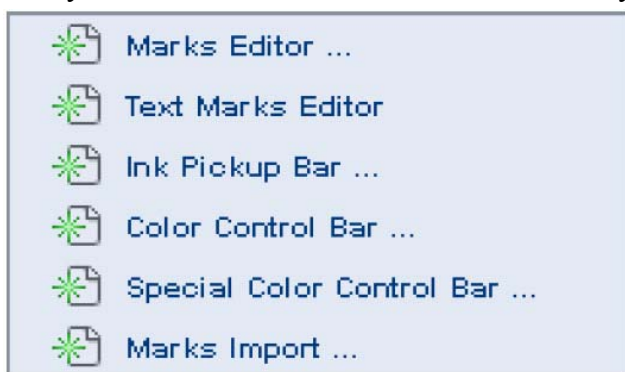 Marks Editor ...
Text Marks Editor
Ink Pickup Bar ...
Color Control Bar ...
Special Color Control Bar ...
Marks Import ...